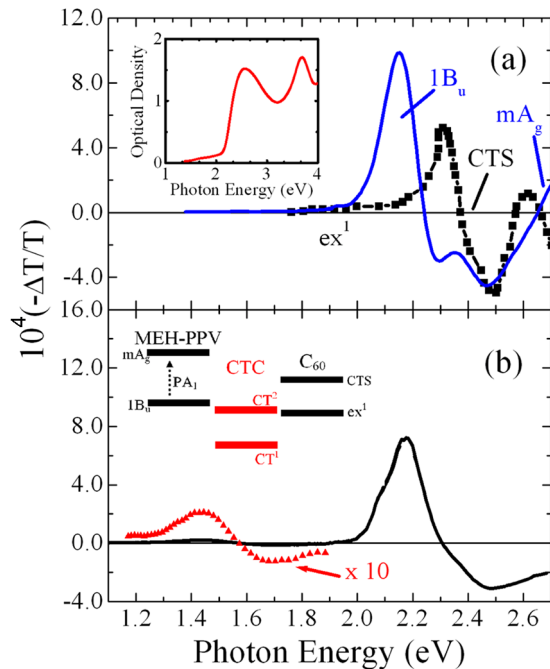 12.0
(a)
8.0
4.0
0.0
-4.0
16.0
2
1
0
Optical Density
1 2 3 4
Photon Energy (eV)
1Bu
mAg
CTS
ex¹
10⁴(-ΔT/T)
(b)
12.0
8.0
4.0
0.0
-4.0
MEH-PPV
mAg
PA₁
1Bu
CTC
CT²
CT¹
C₆₀
CTS
ex¹
x 10
1.2 1.4 1.6 1.8 2.0 2.2 2.4 2.6
Photon Energy (eV)